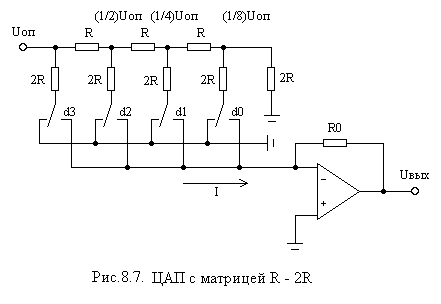 (1/2)Uоп (1/4)Uоп (1/8)Uоп
Uоп R R R
2R 2R 2R 2R 2R
d3 d2 d1 d0
R0
I
−
+
Uвых
Рис.8.7. ЦАП с матрицей R - 2R